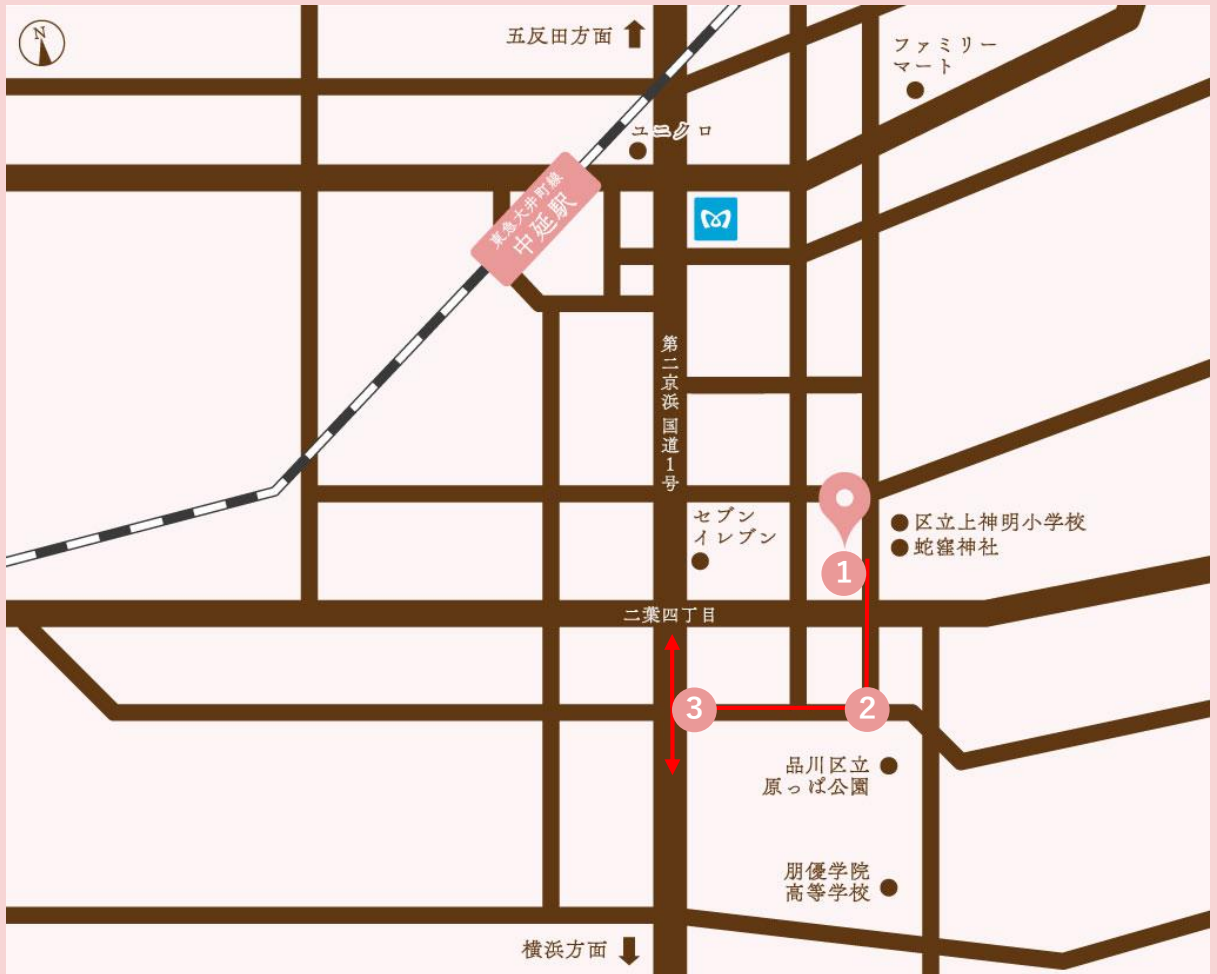 N
五反田方面
ファミリー
マート
ユニクロ
東急大井町線
中延駅
第二京浜 国道1号
セブン
イレブン
区立上神明小学校
蛇窪神社
1
二葉四丁目
3
2
品川区立
原っぱ公園
朋優学院
高等学校
横浜方面